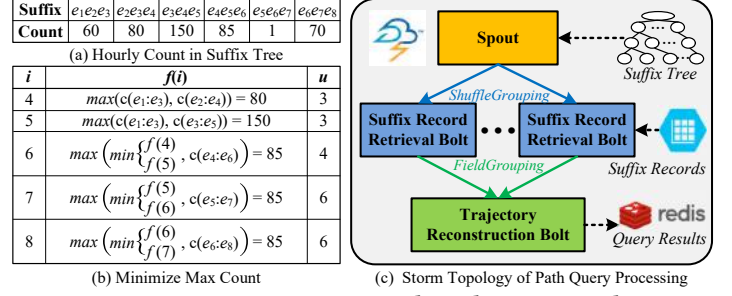 Suffix e₁e₂e₃ e₂e₃e₄ e₃e₄e₅ e₄e₅e₆ e₅e₆e₇ e₆e₇e₈
Count 60 80 150 85 1 70
(a) Hourly Count in Suffix Tree
i f(i) u
4 max(c(e₁:e₃), c(e₂:e₄)) = 80 3
5 max(c(e₁:e₃), c(e₃:e₅)) = 150 3
6 max(min{f(4) f(5), c(e₄:e₆)) = 85 4
7 max(min{f(5) f(6), c(e₅:e₇)) = 85 6
8 max(min{f(6) f(7), c(e₆:e₈)) = 85 6
(b) Minimize Max Count
Spout
Suffix Tree
ShuffleGrouping
Suffix Record
Retrieval Bolt
Suffix Record
Retrieval Bolt
Suffix Records
FieldGrouping
Trajectory
Reconstruction Bolt
redis
Query Results
(c) Storm Topology of Path Query Processing